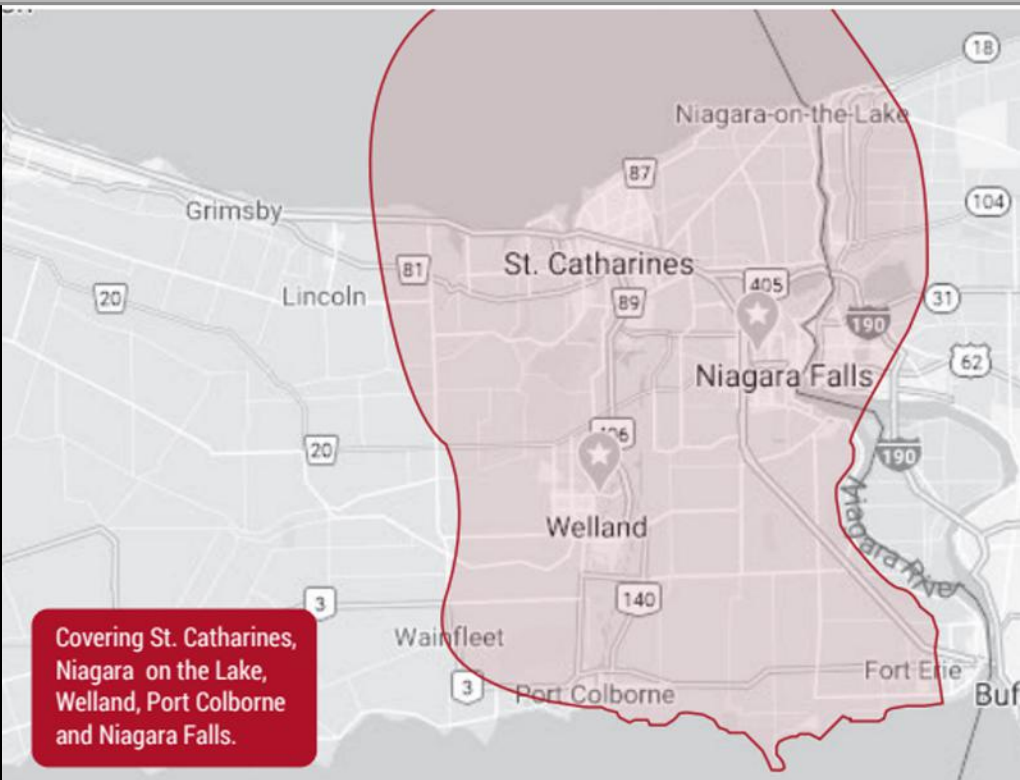 18
Niagara-on-the-Lake
87
104
Grimsby
St. Catharines
81
405
20
Lincoln
89
31
190
62
Niagara Falls
20
190
Welland
Niagara River
3
140
Wainfleet
Fort Erie
3
Port Colborne
Buf
Covering St. Catharines,
Niagara on the Lake,
Welland, Port Colborne
and Niagara Falls.